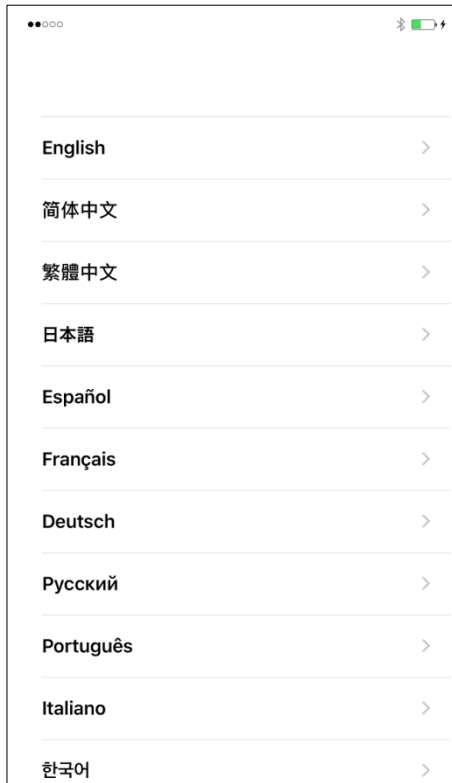 English
简体中文
繁體中文
日本語
Español
Français
Deutsch
Русский
Português
Italiano
한국어